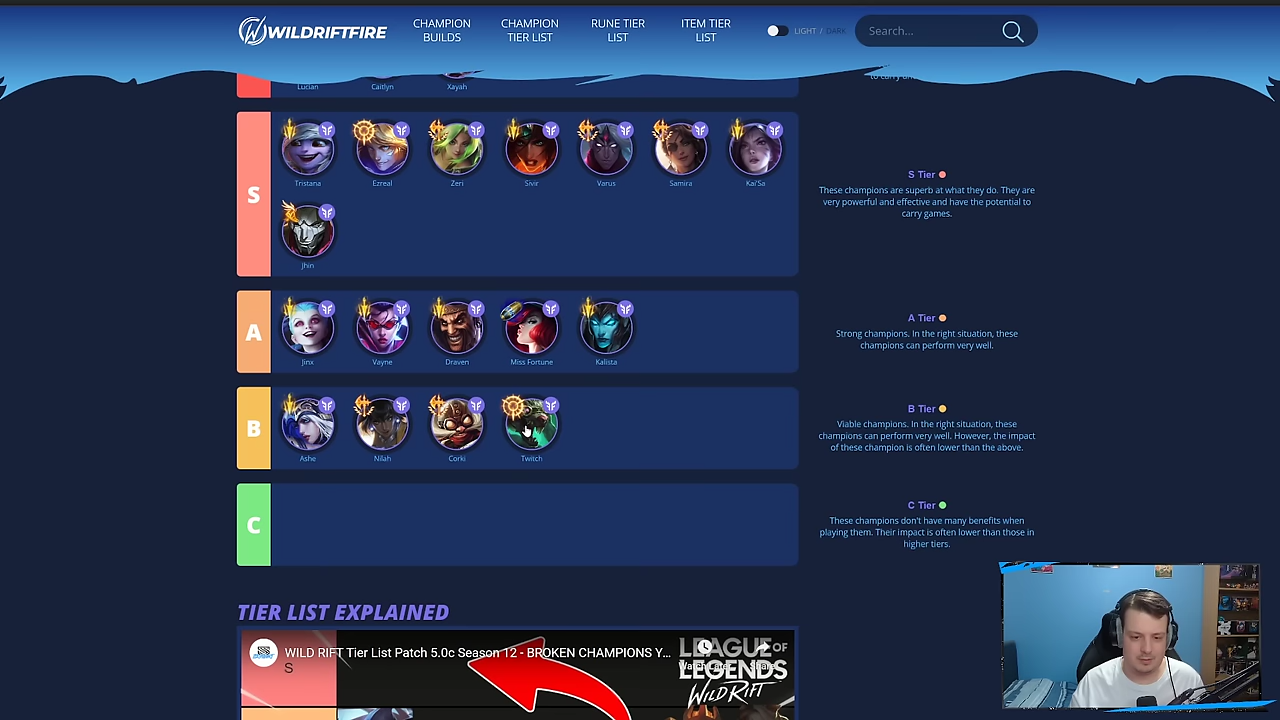 WILDRIFTFIRE
CHAMPION
BUILDS
CHAMPION
TIER LIST
RUNE TIER
LIST
ITEM TIER
LIST
LIGHT / DARK
Search...
Lucian
Caitlyn
Xayah
S
Tristana
Ezreal
Zeri
Sivir
Varus
Samira
Kai'Sa
Jhin
S Tier
These champions are superb at what they do. They are
very powerful and effective and have the potential to
carry games.
A
Jinx
Vayne
Draven
Miss Fortune
Kalista
A Tier
Strong champions. In the right situation, these
champions can perform very well.
B
Ashe
Nilah
Corki
Twitch
B Tier
Viable champions. In the right situation, these
champions can perform very well. However, the impact
of these champion is often lower than the above.
C
C Tier
These champions don't have many benefits when
playing them. Their impact is often lower than those in
higher tiers.
TIER LIST EXPLAINED
WILD RIFT Tier List Patch 5.0c Season 12 - BROKEN CHAMPIONS Y...
S
Watch Later
Share
LEAGUE OF
LEGENDS
WILD RIFT